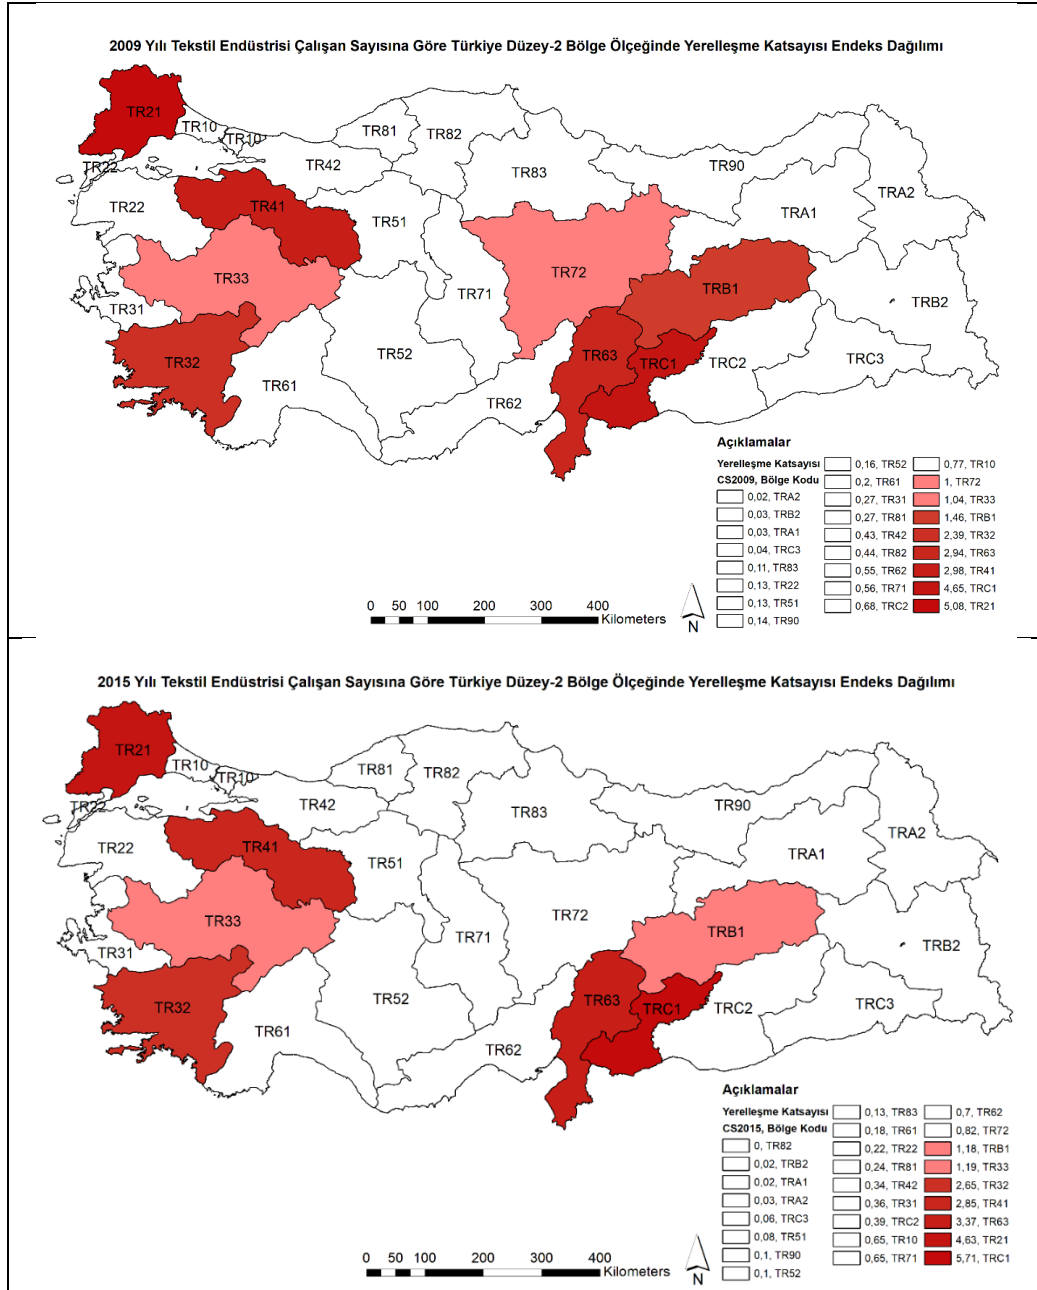 2009 Yılı Tekstil Endüstrisi Çalışan Sayısına Göre Türkiye Düzey-2 Bölge Ölçeğinde Yerelleşme Katsayısı Endeks Dağılımı
TR21
TR10
TR10
TR81
TR82
TR22
TR42
TR83
TR90
TRA2
TR22
TR41
TR51
TRA1
TR33
TR72
TR31
TR71
TRB1
TRB2
TR32
TR52
TR63
TRC1
TRC2
TRC3
TR61
TR62
Açıklamalar
Yerelleşme Katsayısı
CS2009, Bölge Kodu
0,02, TRA2
0,03, TRB2
0,03, TRA1
0,04, TRC3
0,11, TR83
0,13, TR22
0,13, TR51
0,14, TR90
0,16, TR52
0,2, TR61
0,27, TR31
0,27, TR81
0,43, TR42
0,44, TR82
0,55, TR62
0,56, TR71
0,68, TRC2
0,77, TR10
1, TR72
1,04, TR33
1,46, TRB1
2,39, TR32
2,94, TR63
2,98, TR41
4,65, TRC1
5,08, TR21
0 50 100 200 300 400
Kilometers
N
2015 Yılı Tekstil Endüstrisi Çalışan Sayısına Göre Türkiye Düzey-2 Bölge Ölçeğinde Yerelleşme Katsayısı Endeks Dağılımı
TR21
TR10
TR10
TR81
TR82
TR22
TR42
TR83
TR90
TRA2
TR22
TR41
TR51
TRA1
TR33
TR72
TR31
TR71
TRB1
TRB2
TR32
TR52
TR63
TRC1
TRC2
TRC3
TR61
TR62
Açıklamalar
Yerelleşme Katsayısı
CS2015, Bölge Kodu
0, TR82
0,02, TRB2
0,02, TRA1
0,03, TRA2
0,06, TRC3
0,08, TR51
0,1, TR90
0,1, TR52
0,13, TR83
0,18, TR61
0,22, TR22
0,24, TR81
0,34, TR42
0,36, TR31
0,39, TRC2
0,65, TR10
0,65, TR71
0,7, TR62
0,82, TR72
1,18, TRB1
1,19, TR33
2,65, TR32
2,85, TR41
3,37, TR63
4,63, TR21
5,71, TRC1
0 50 100 200 300 400
Kilometers
N